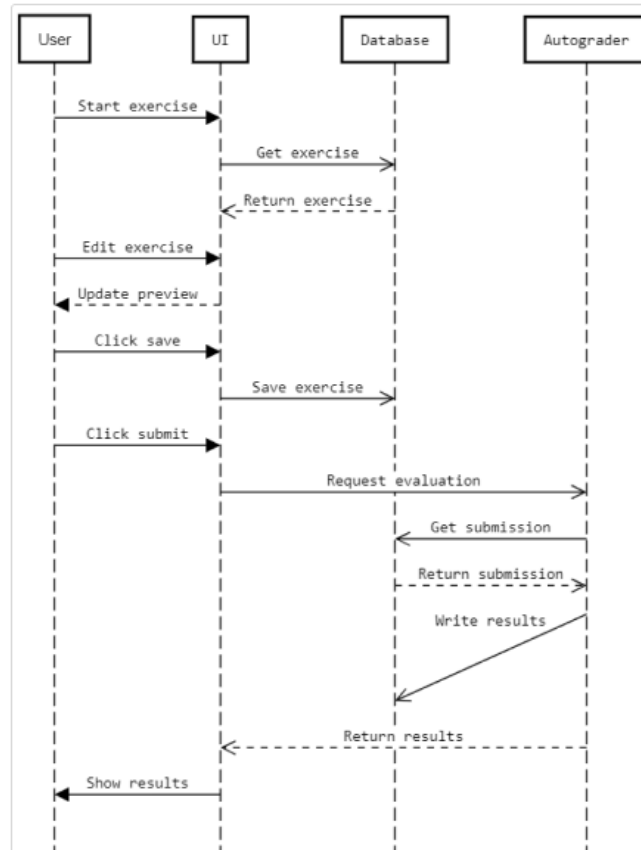 User
UI
Database
Autograder
Start exercise
Get exercise
Return exercise
Edit exercise
Update preview
Click save
Save exercise
Click submit
Request evaluation
Get submission
Return submission
Write results
Return results
Show results